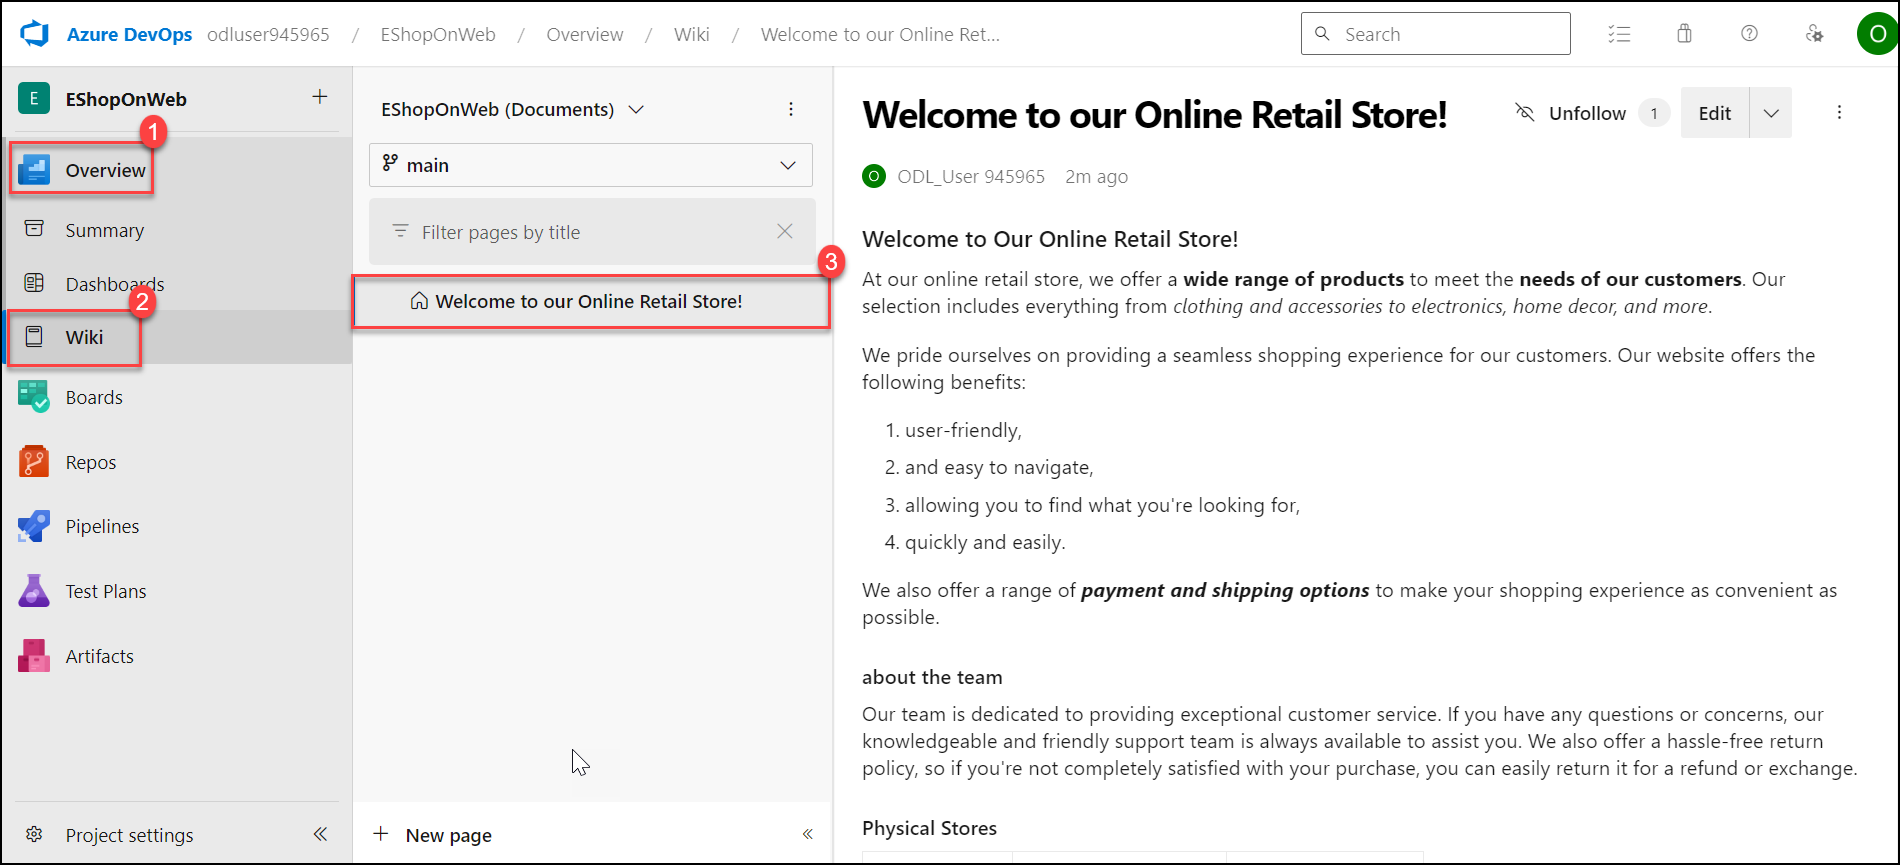 Azure DevOps odluser945965 / EShopOnWeb / Overview / Wiki / Welcome to our Online Ret... Search O
E EShopOnWeb +
1
Overview
Summary
Dashboards
2
Wiki
Boards
Repos
Pipelines
Test Plans
Artifacts
Project settings
EShopOnWeb (Documents)
main
Filter pages by title
3
Welcome to our Online Retail Store!
+ New page
Welcome to our Online Retail Store! Unfollow 1 Edit
O ODL_User 945965 2m ago
Welcome to Our Online Retail Store!
At our online retail store, we offer a wide range of products to meet the needs of our customers. Our
selection includes everything from clothing and accessories to electronics, home decor, and more.
We pride ourselves on providing a seamless shopping experience for our customers. Our website offers the
following benefits:
1. user-friendly,
2. and easy to navigate,
3. allowing you to find what you're looking for,
4. quickly and easily.
We also offer a range of payment and shipping options to make your shopping experience as convenient as
possible.
about the team
Our team is dedicated to providing exceptional customer service. If you have any questions or concerns, our
knowledgeable and friendly support team is always available to assist you. We also offer a hassle-free return
policy, so if you're not completely satisfied with your purchase, you can easily return it for a refund or exchange.
Physical Stores